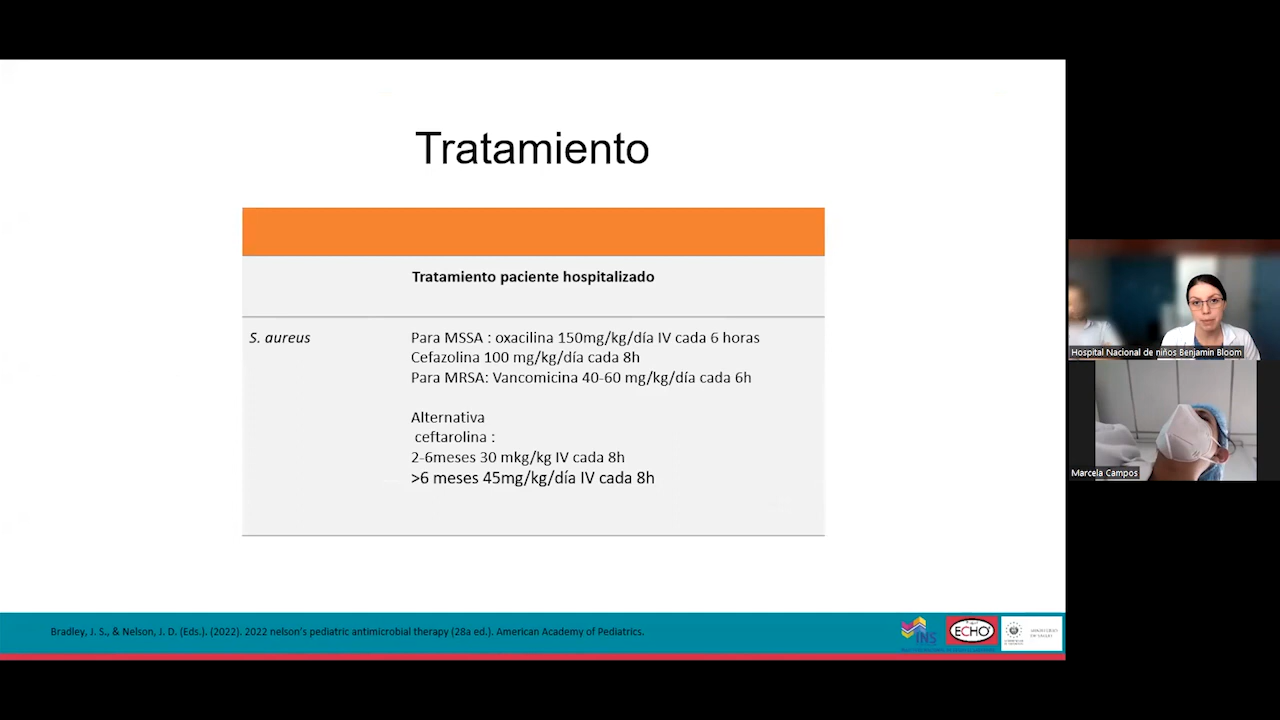 Tratamiento
Tratamiento paciente hospitalizado
S. aureus
Para MSSA : oxacilina 150mg/kg/día IV cada 6 horas
Cefazolina 100 mg/kg/día cada 8h
Para MRSA: Vancomicina 40-60 mg/kg/día cada 6h
Alternativa
ceftarolina :
2-6meses 30 mkg/kg IV cada 8h
>6 meses 45mg/kg/día IV cada 8h
Bradley, J. S., & Nelson, J. D. (Eds.). (2022). 2022 nelson's pediatric antimicrobial therapy (28a ed.). American Academy of Pediatrics.
INS
ECHO
Hospital Nacional de niños Benjamin Bloom
Marcela Campos